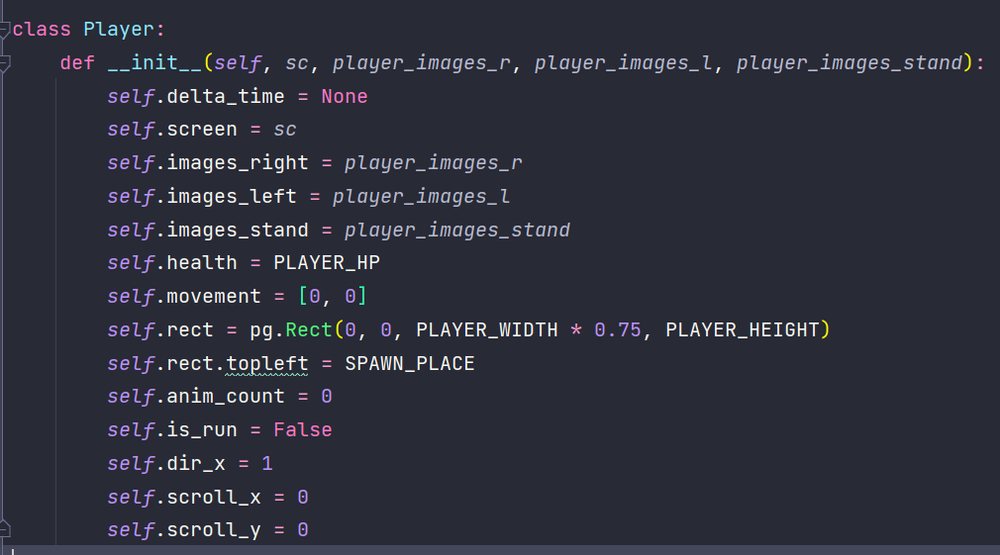 class Player:
    def __init__(self, sc, player_images_r, player_images_l, player_images_stand):
        self.delta_time = None
        self.screen = sc
        self.images_right = player_images_r
        self.images_left = player_images_l
        self.images_stand = player_images_stand
        self.health = PLAYER_HP
        self.movement = [0, 0]
        self.rect = pg.Rect(0, 0, PLAYER_WIDTH * 0.75, PLAYER_HEIGHT)
        self.rect.topleft = SPAWN_PLACE
        self.anim_count = 0
        self.is_run = False
        self.dir_x = 1
        self.scroll_x = 0
        self.scroll_y = 0